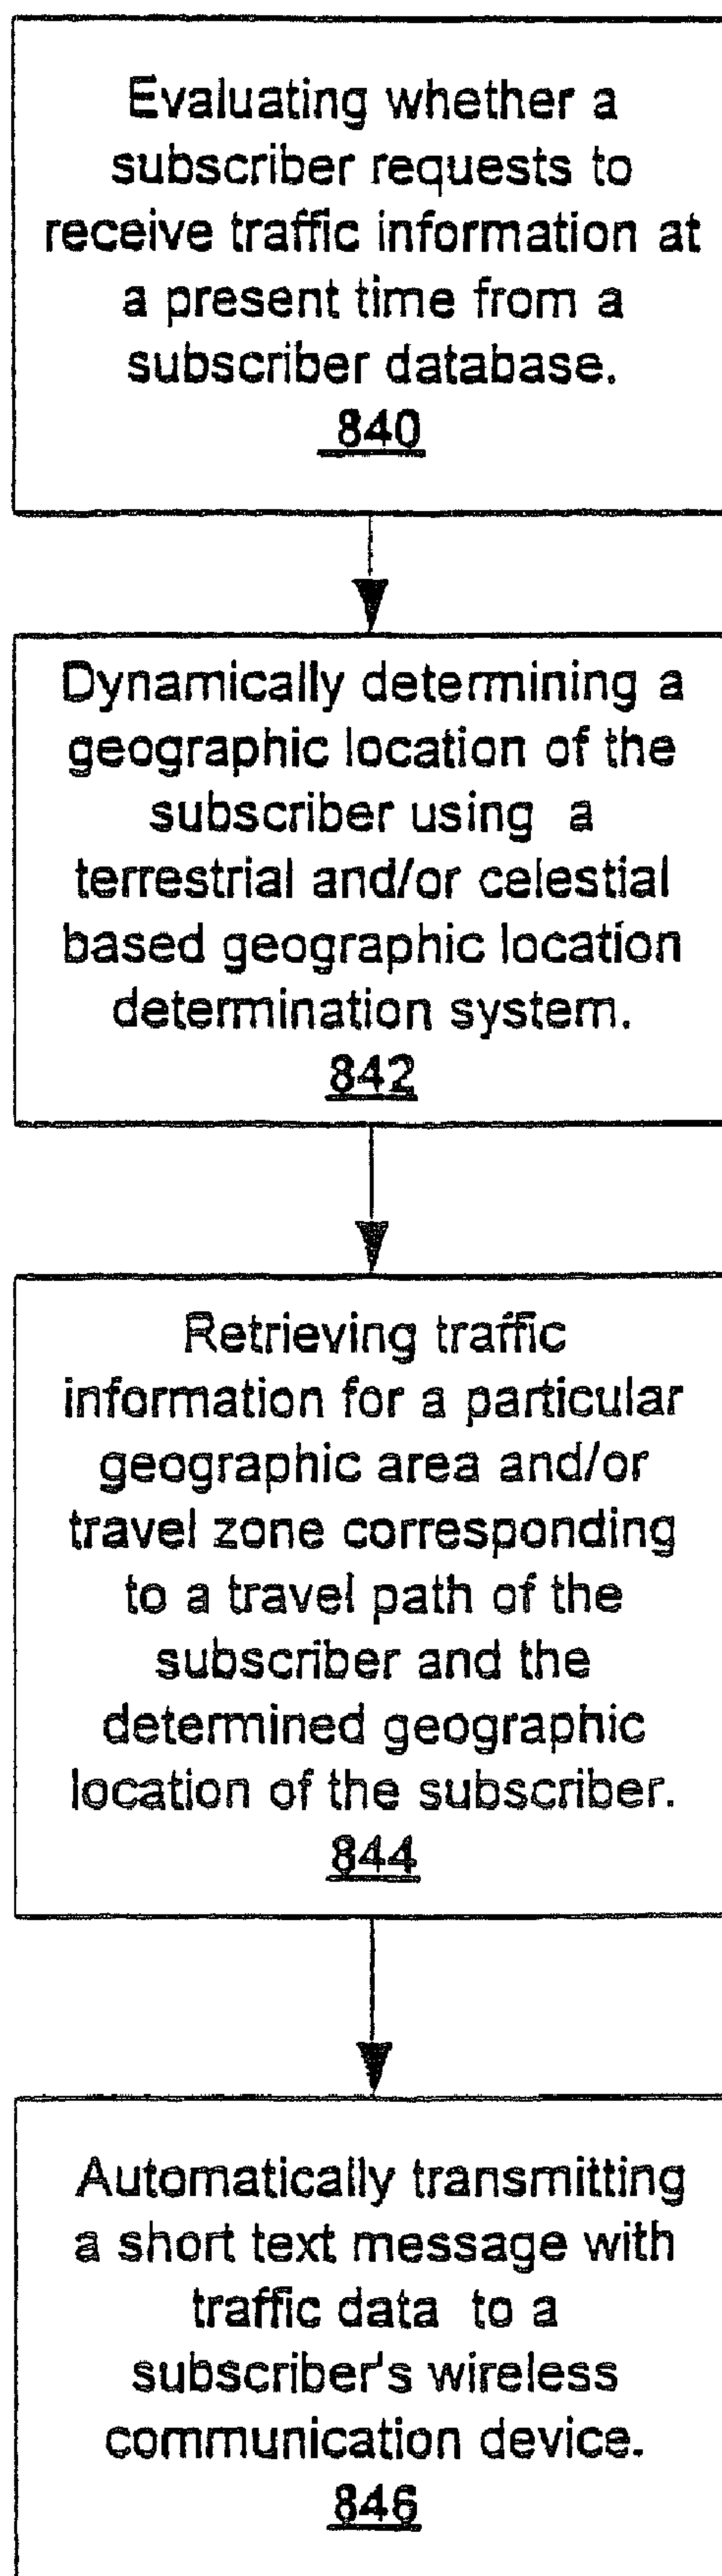 Evaluating whether a
subscriber requests to
receive traffic information at
a present time from a
subscriber database.
840
Dynamically determining a
geographic location of the
subscriber using a
terrestrial and/or celestial
based geographic location
determination system.
842
Retrieving traffic
information for a particular
geographic area and/or
travel zone corresponding
to a travel path of the
subscriber and the
determined geographic
location of the subscriber.
844
Automatically transmitting
a short text message with
traffic data to a
subscriber's wireless
communication device.
846